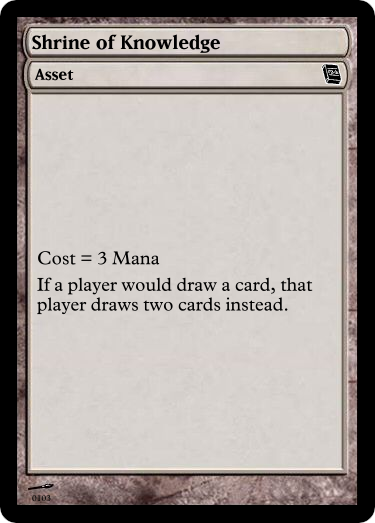 Shrine of Knowledge
Asset
Cost = 3 Mana
If a player would draw a card, that
player draws two cards instead.
0103